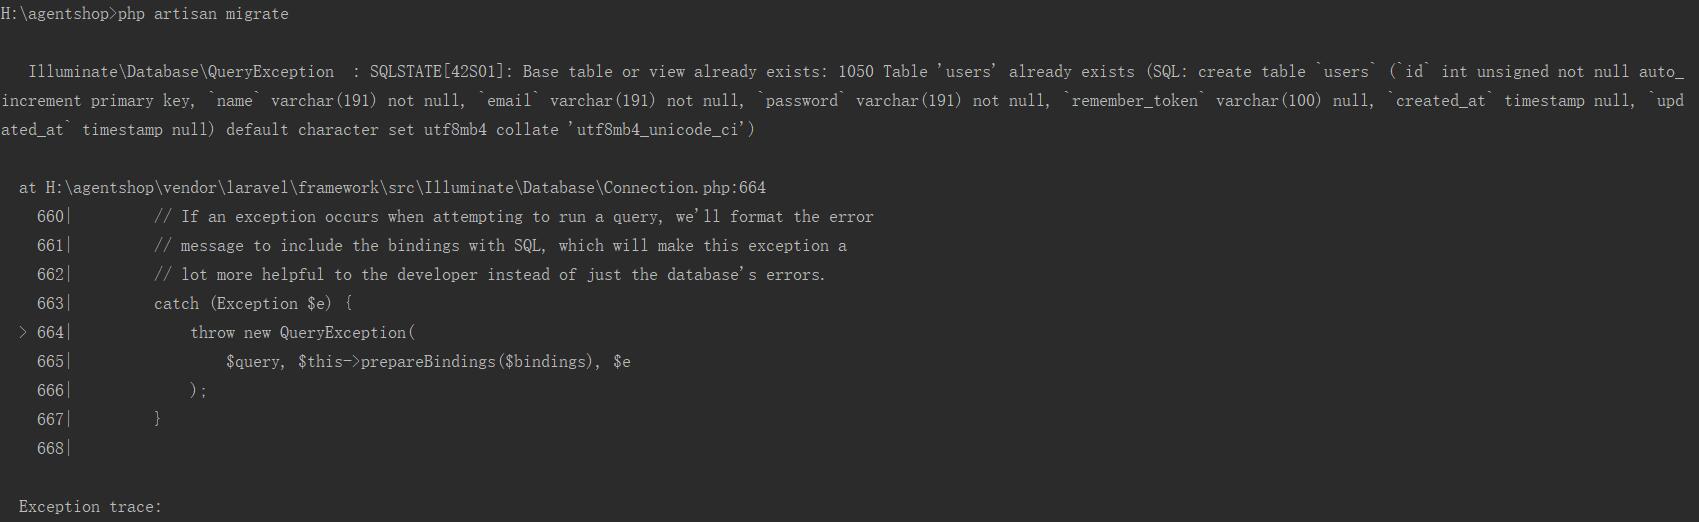 H:\agentshop>php artisan migrate
Illuminate\Database\QueryException  : SQLSTATE[42S01]: Base table or view already exists: 1050 Table 'users' already exists (SQL: create table `users` (`id` int unsigned not null auto_
increment primary key, `name` varchar(191) not null, `email` varchar(191) not null, `password` varchar(191) not null, `remember_token` varchar(100) null, `created_at` timestamp null, `upd
ated_at` timestamp null) default character set utf8mb4 collate 'utf8mb4_unicode_ci')
at H:\agentshop\vendor\laravel\framework\src\Illuminate\Database\Connection.php:664
660|         // If an exception occurs when attempting to run a query, we'll format the error
661|         // message to include the bindings with SQL, which will make this exception a
662|         // lot more helpful to the developer instead of just the database's errors.
663|         catch (Exception $e) {
> 664|             throw new QueryException(
665|                 $query, $this->prepareBindings($bindings), $e
666|             );
667|         }
668|
Exception trace: